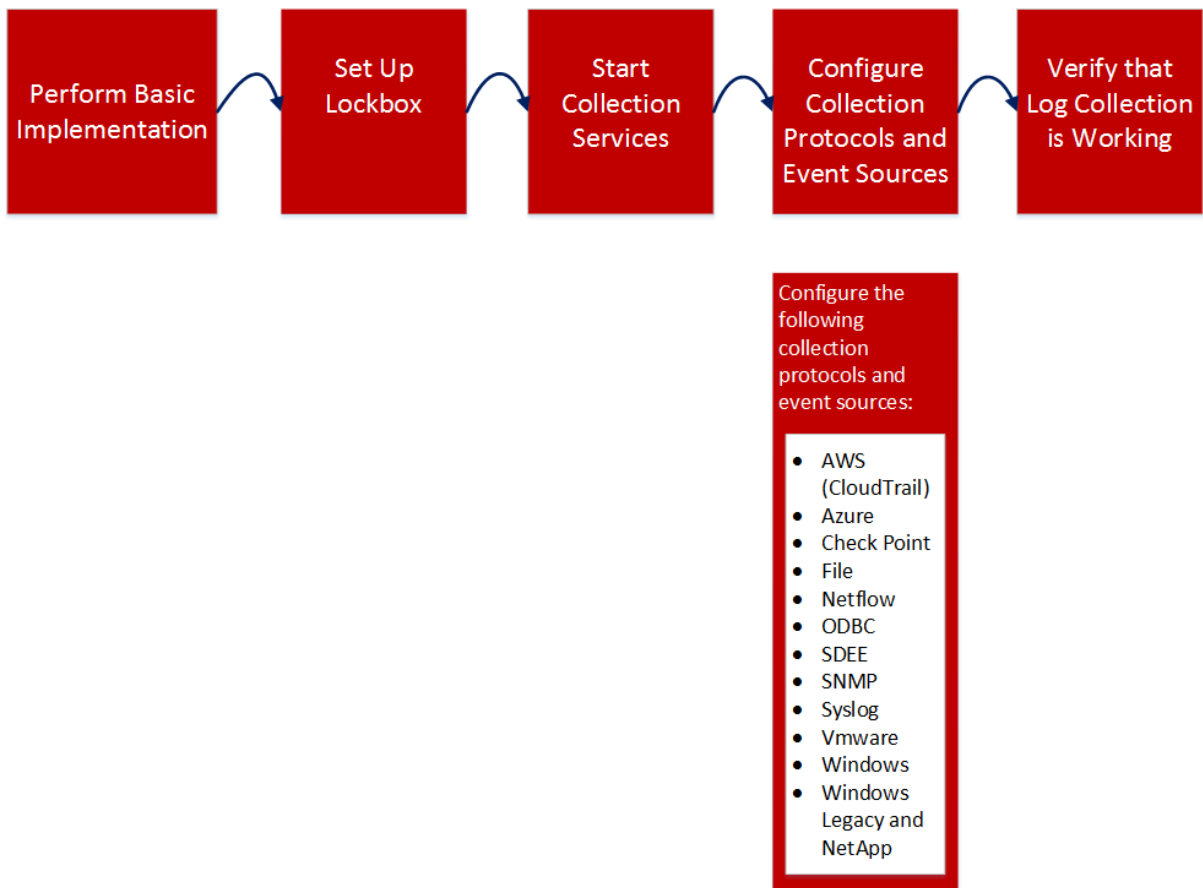 Perform Basic
Implementation
Set Up
Lockbox
Start
Collection
Services
Configure
Collection
Protocols and
Event Sources
Verify that
Log Collection
is Working
Configure the
following
collection
protocols and
event sources:
• AWS
(CloudTrail)
• Azure
• Check Point
• File
• Netflow
• ODBC
• SDEE
• SNMP
• Syslog
• Vmware
• Windows
• Windows
Legacy and
NetApp